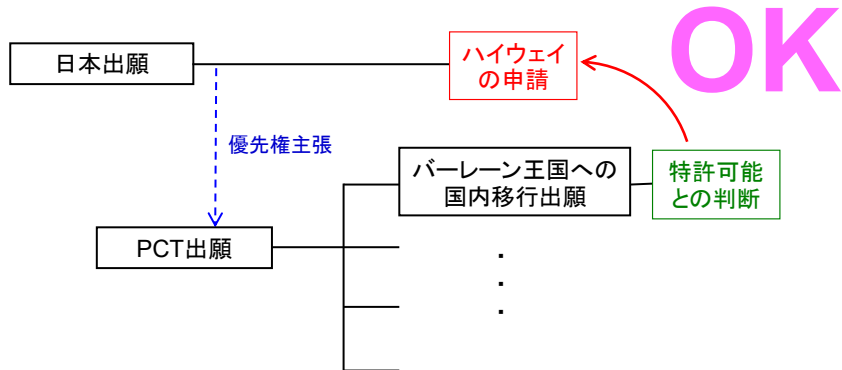 OK
日本出願
ハイウェイ
の申請
優先権主張
バーレーン王国への
国内移行出願
特許可能
との判断
PCT出願
・
・
・